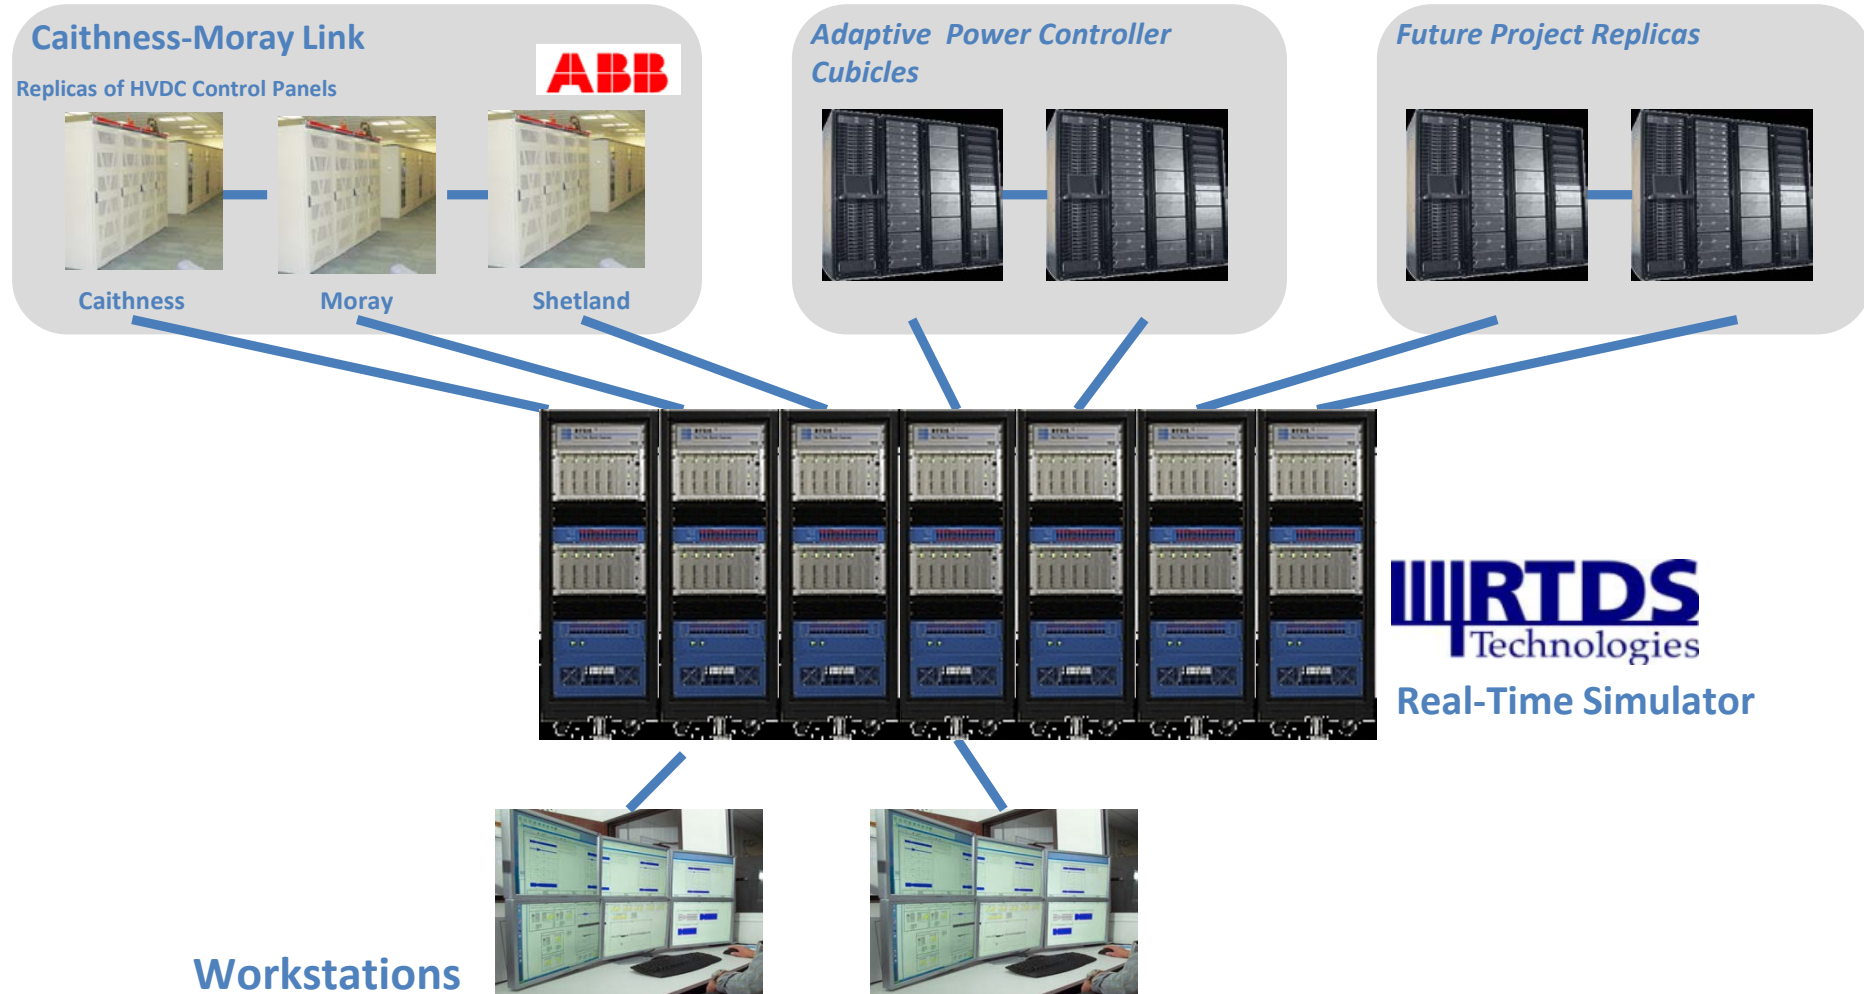 Caithness-Moray Link
ABB
Replicas of HVDC Control Panels
Caithness
Moray
Shetland
Adaptive Power Controller
Cubicles
Future Project Replicas
RTDS
Technologies
Real-Time Simulator
Workstations